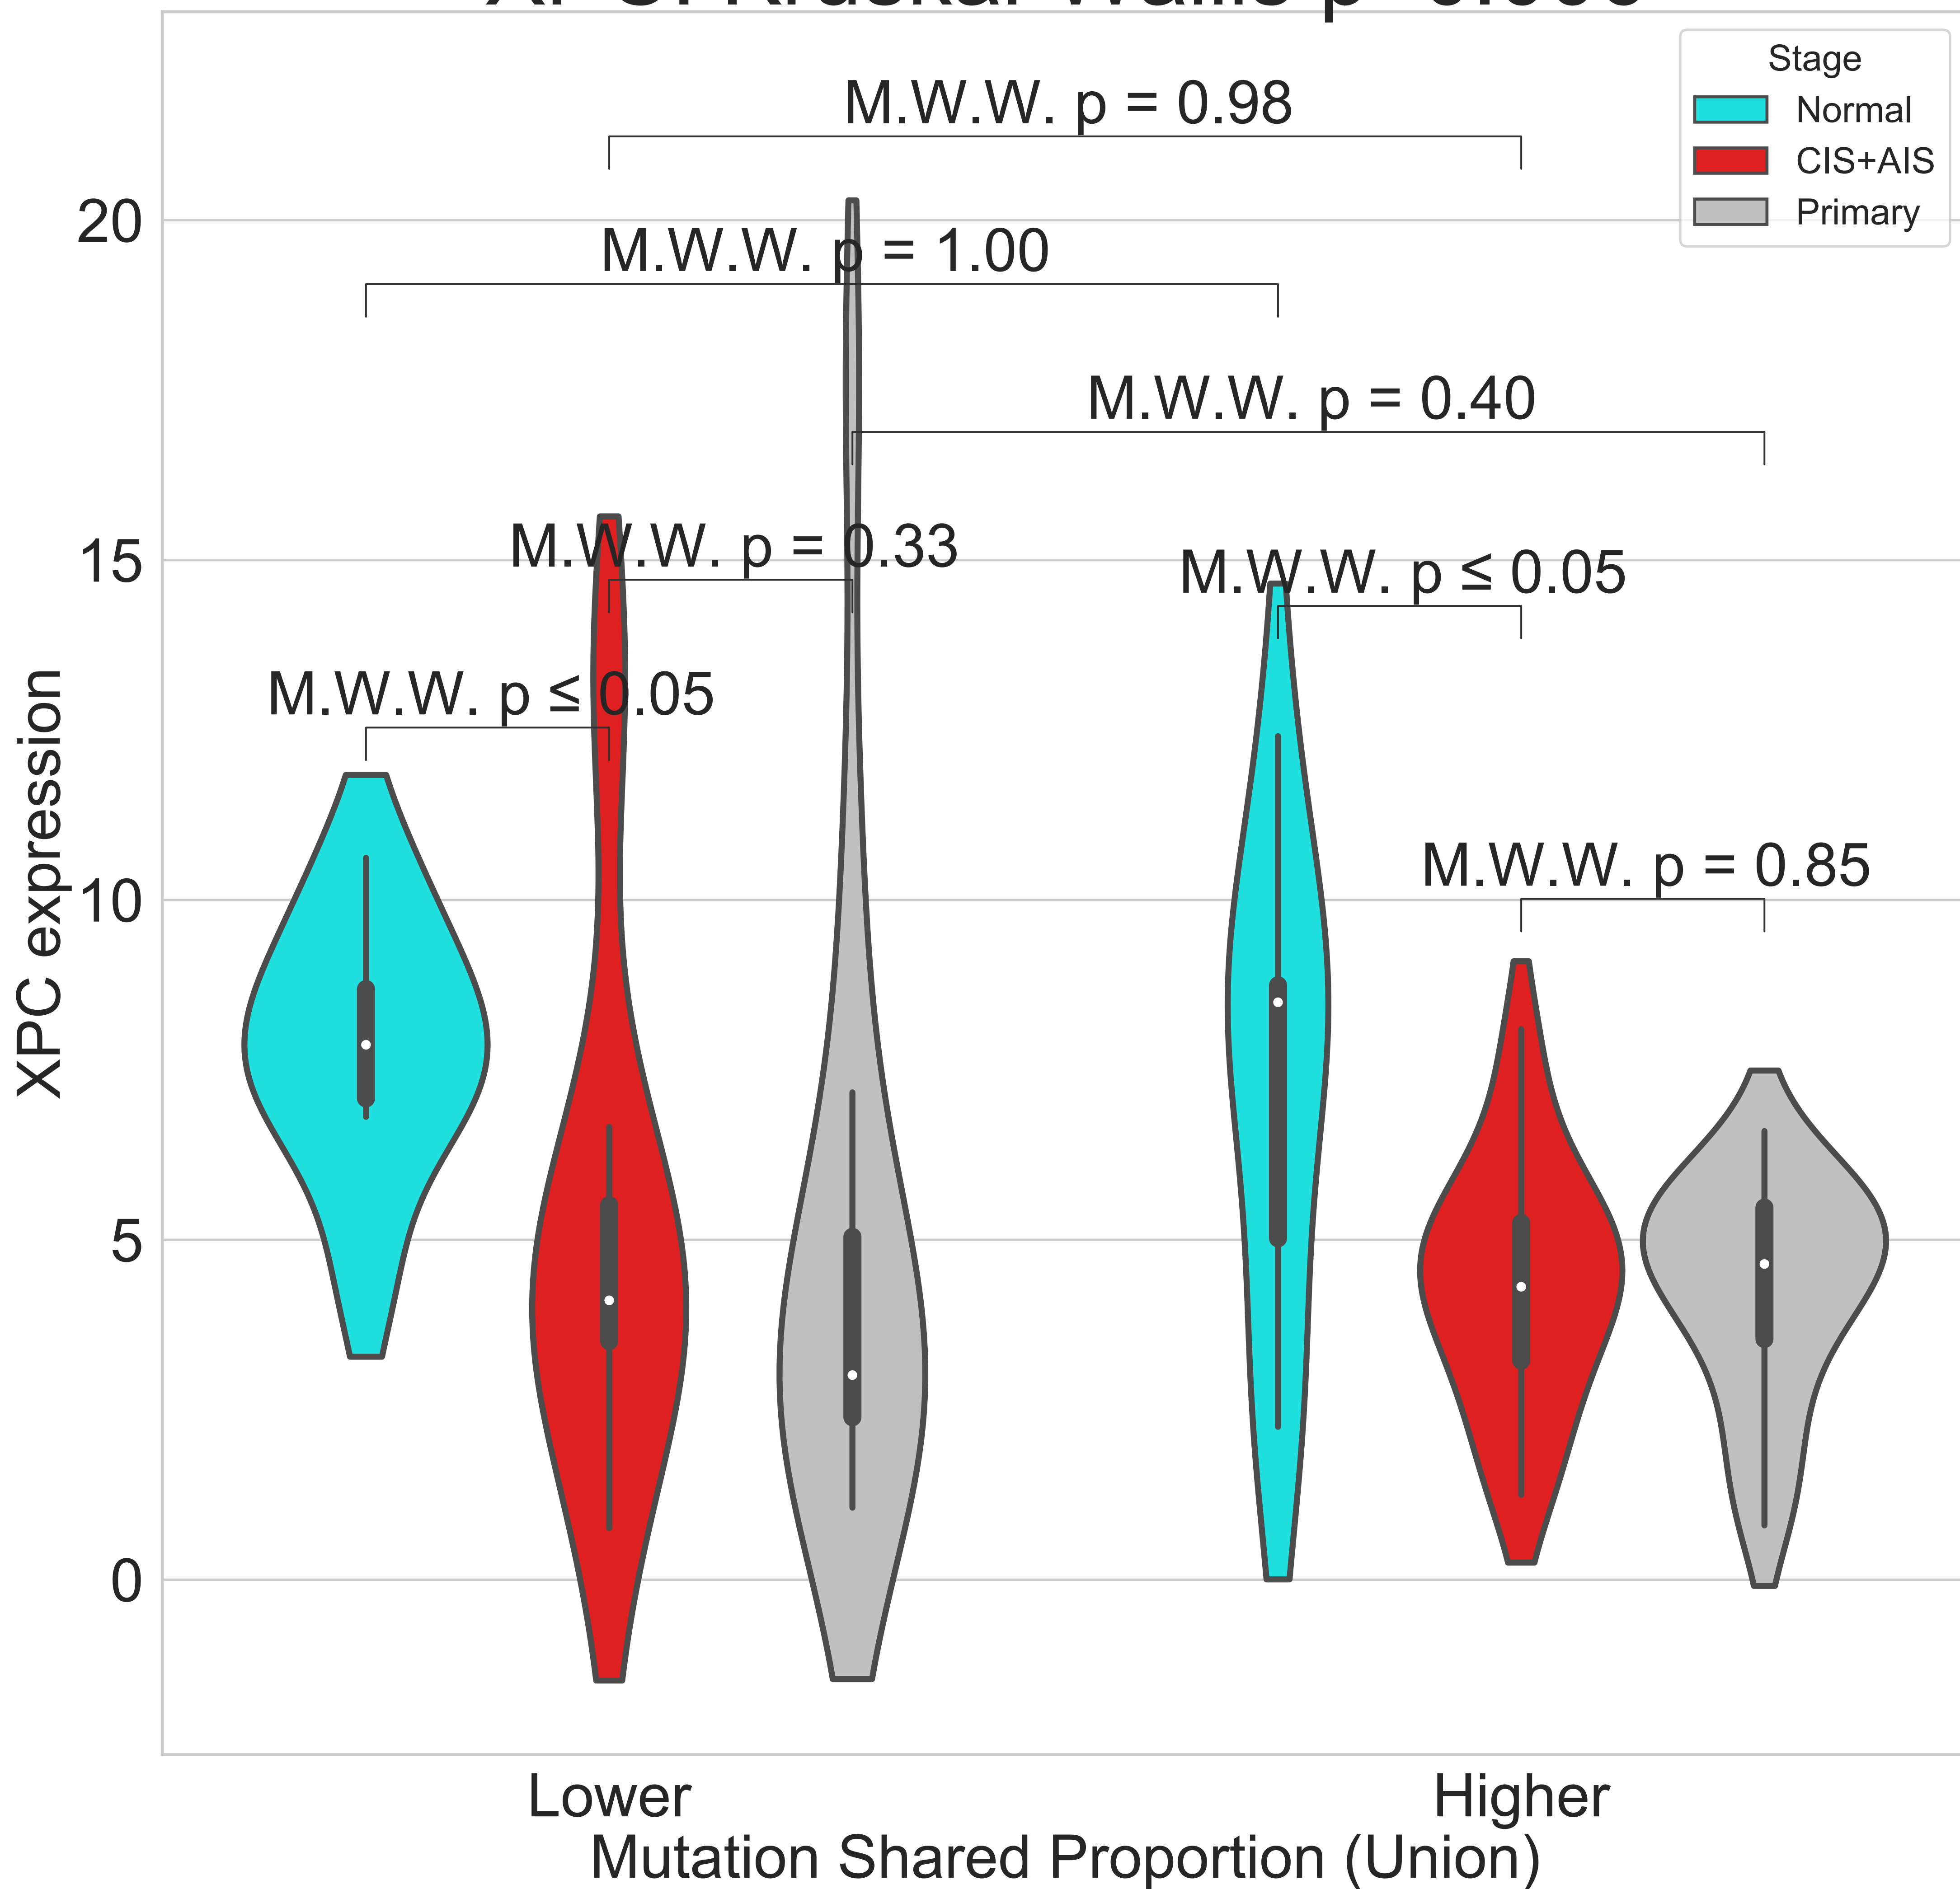 Stage
Normal
CIS+AIS
Primary
M.W.W. p = 0.98
M.W.W. p = 1.00
M.W.W. p = 0.40
M.W.W. p = 0.33
M.W.W. p ≤ 0.05
M.W.W. p ≤ 0.05
M.W.W. p = 0.85
XPC expression
20
15
10
5
0
Lower
Higher
Mutation Shared Proportion (Union)